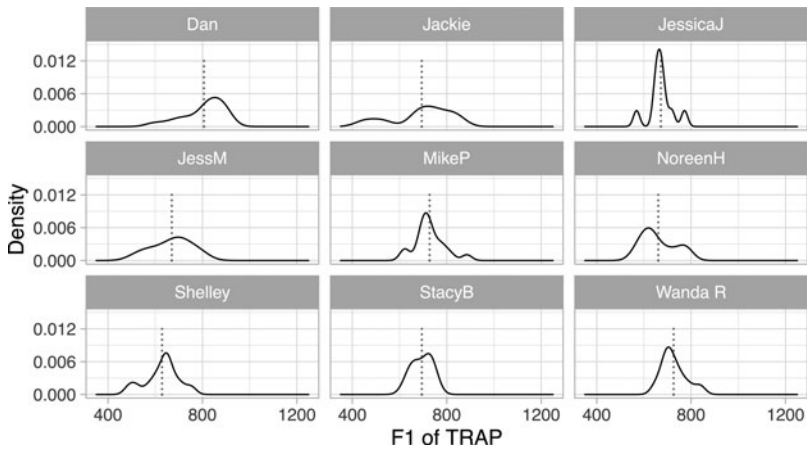 Dan Jackie JessicaJ
0.012
0.006
0.000
JessM MikeP NoreenH
0.012
0.006
0.000
Density
Shelley StacyB Wanda R
0.012
0.006
0.000
400 800 1200 400 800 1200 400 800 1200
F1 of TRAP